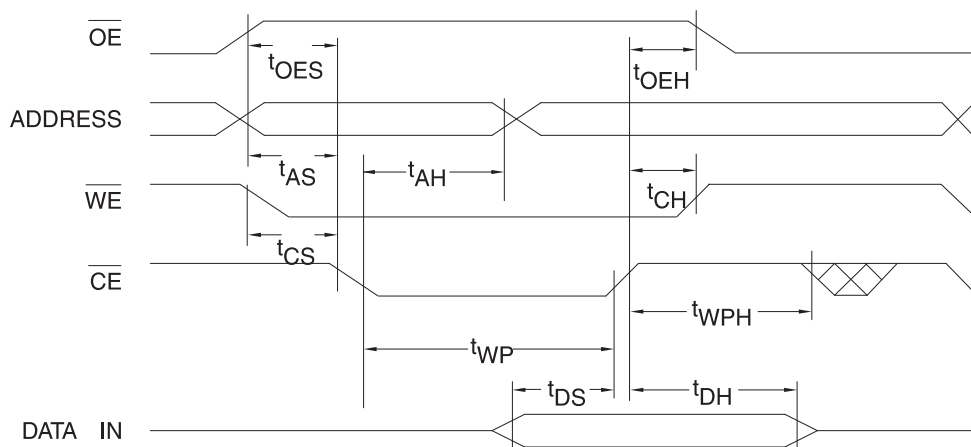 OE
tOES
tOEH
ADDRESS
tAS
tAH
tCH
WE
tCS
CE
tWPH
tWP
tDS
tDH
DATA IN